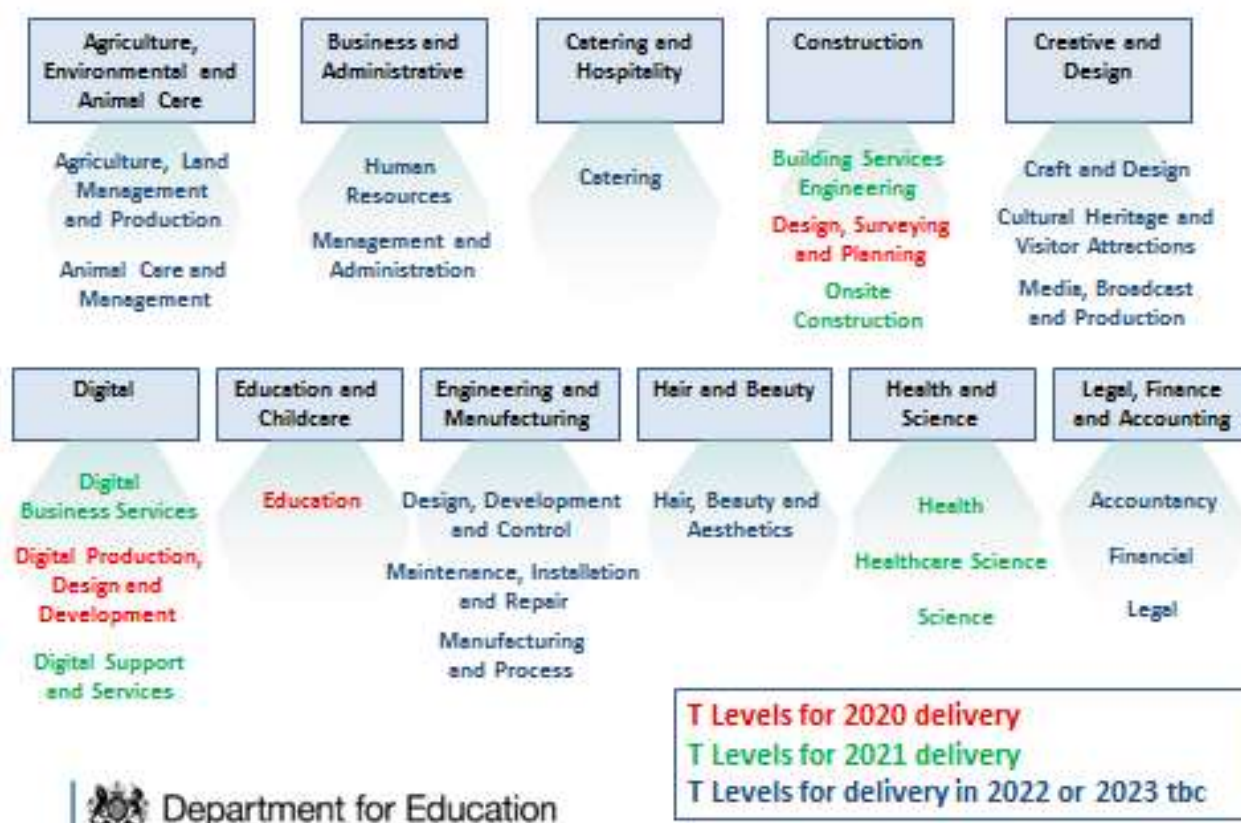 Agriculture,
Environmental and
Animal Care
Agriculture, Land
Management
and Production
Animal Care and
Management
Business and
Administrative
Human
Resources
Management and
Administration
Catering and
Hospitality
Catering
Construction
Building Services
Engineering
Design, Surveying
and Planning
Onsite
Construction
Creative and
Design
Craft and Design
Cultural Heritage and
Visitor Attractions
Media, Broadcast
and Production
Digital
Digital
Business Services
Digital Production,
Design and
Development
Digital Support
and Services
Education and
Childcare
Education
Engineering and
Manufacturing
Design, Development
and Control
Maintenance, Installation
and Repair
Manufacturing
and Process
Hair and Beauty
Hair, Beauty and
Aesthetics
Health and
Science
Health
Healthcare Science
Science
Legal, Finance
and Accounting
Accountancy
Financial
Legal
T Levels for 2020 delivery
T Levels for 2021 delivery
T Levels for delivery in 2022 or 2023 tbc
Department for Education